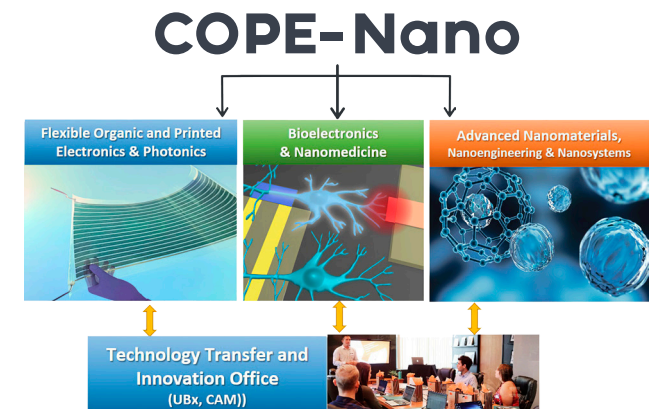 COPE-Nano
Flexible Organic and Printed
Electronics & Photonics
Bioelectronics
& Nanomedicine
Advanced Nanomaterials,
Nanoengineering & Nanosystems
Technology Transfer and
Innovation Office
(UBx, CAM))